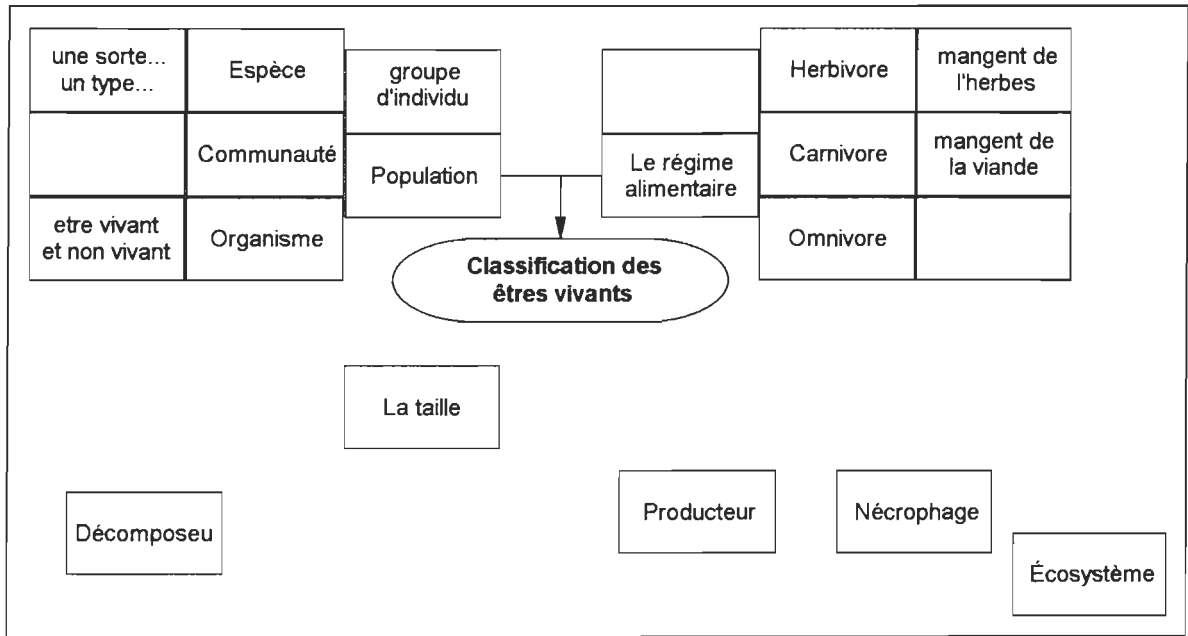 une sorte...
un type...
Espèce
groupe
d'individu
Herbivore
mangent de
l'herbes
Communauté
Population
Le régime
alimentaire
Carnivore
mangent de
la viande
etre vivant
et non vivant
Organisme
Omnivore
Classification des
êtres vivants
La taille
Décomposeu
Producteur
Nécrophage
Écosystème